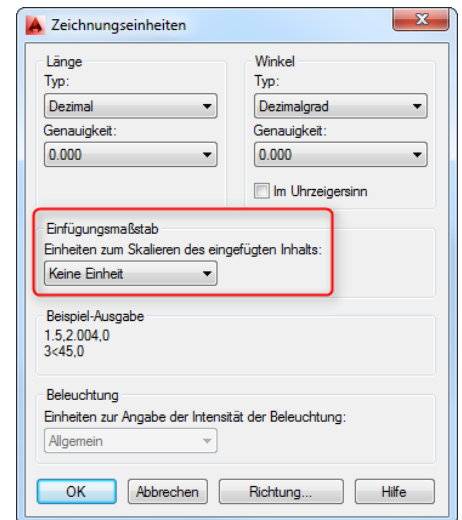 Zeichnungseinheiten
Länge
Typ:
Dezimal
Genauigkeit:
0.000
Winkel
Typ:
Dezimalgrad
Genauigkeit:
0.000
Im Uhrzeigersinn
Einfügungsmaßstab
Einheiten zum Skalieren des eingefügten Inhalts:
Keine Einheit
Beispiel-Ausgabe
1.5,2.004,0
3<45,0
Beleuchtung
Einheiten zur Angabe der Intensität der Beleuchtung:
Allgemein
OK
Abbrechen
Richtung...
Hilfe